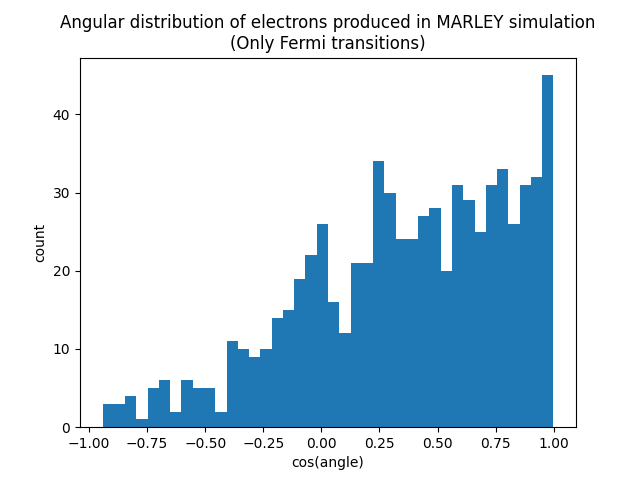 Angular distribution of electrons produced in MARLEY simulation
(Only Fermi transitions)
40
30
20
10
0
count
−1.00 −0.75 −0.50 −0.25 0.00 0.25 0.50 0.75 1.00
cos(angle)